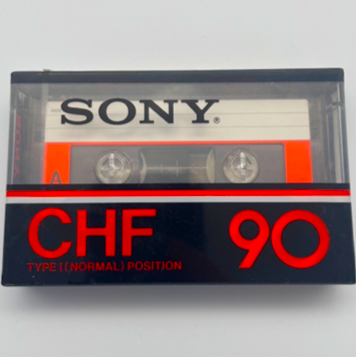 SONY®
A
CHF 90
TYPE I (NORMAL) POSITION